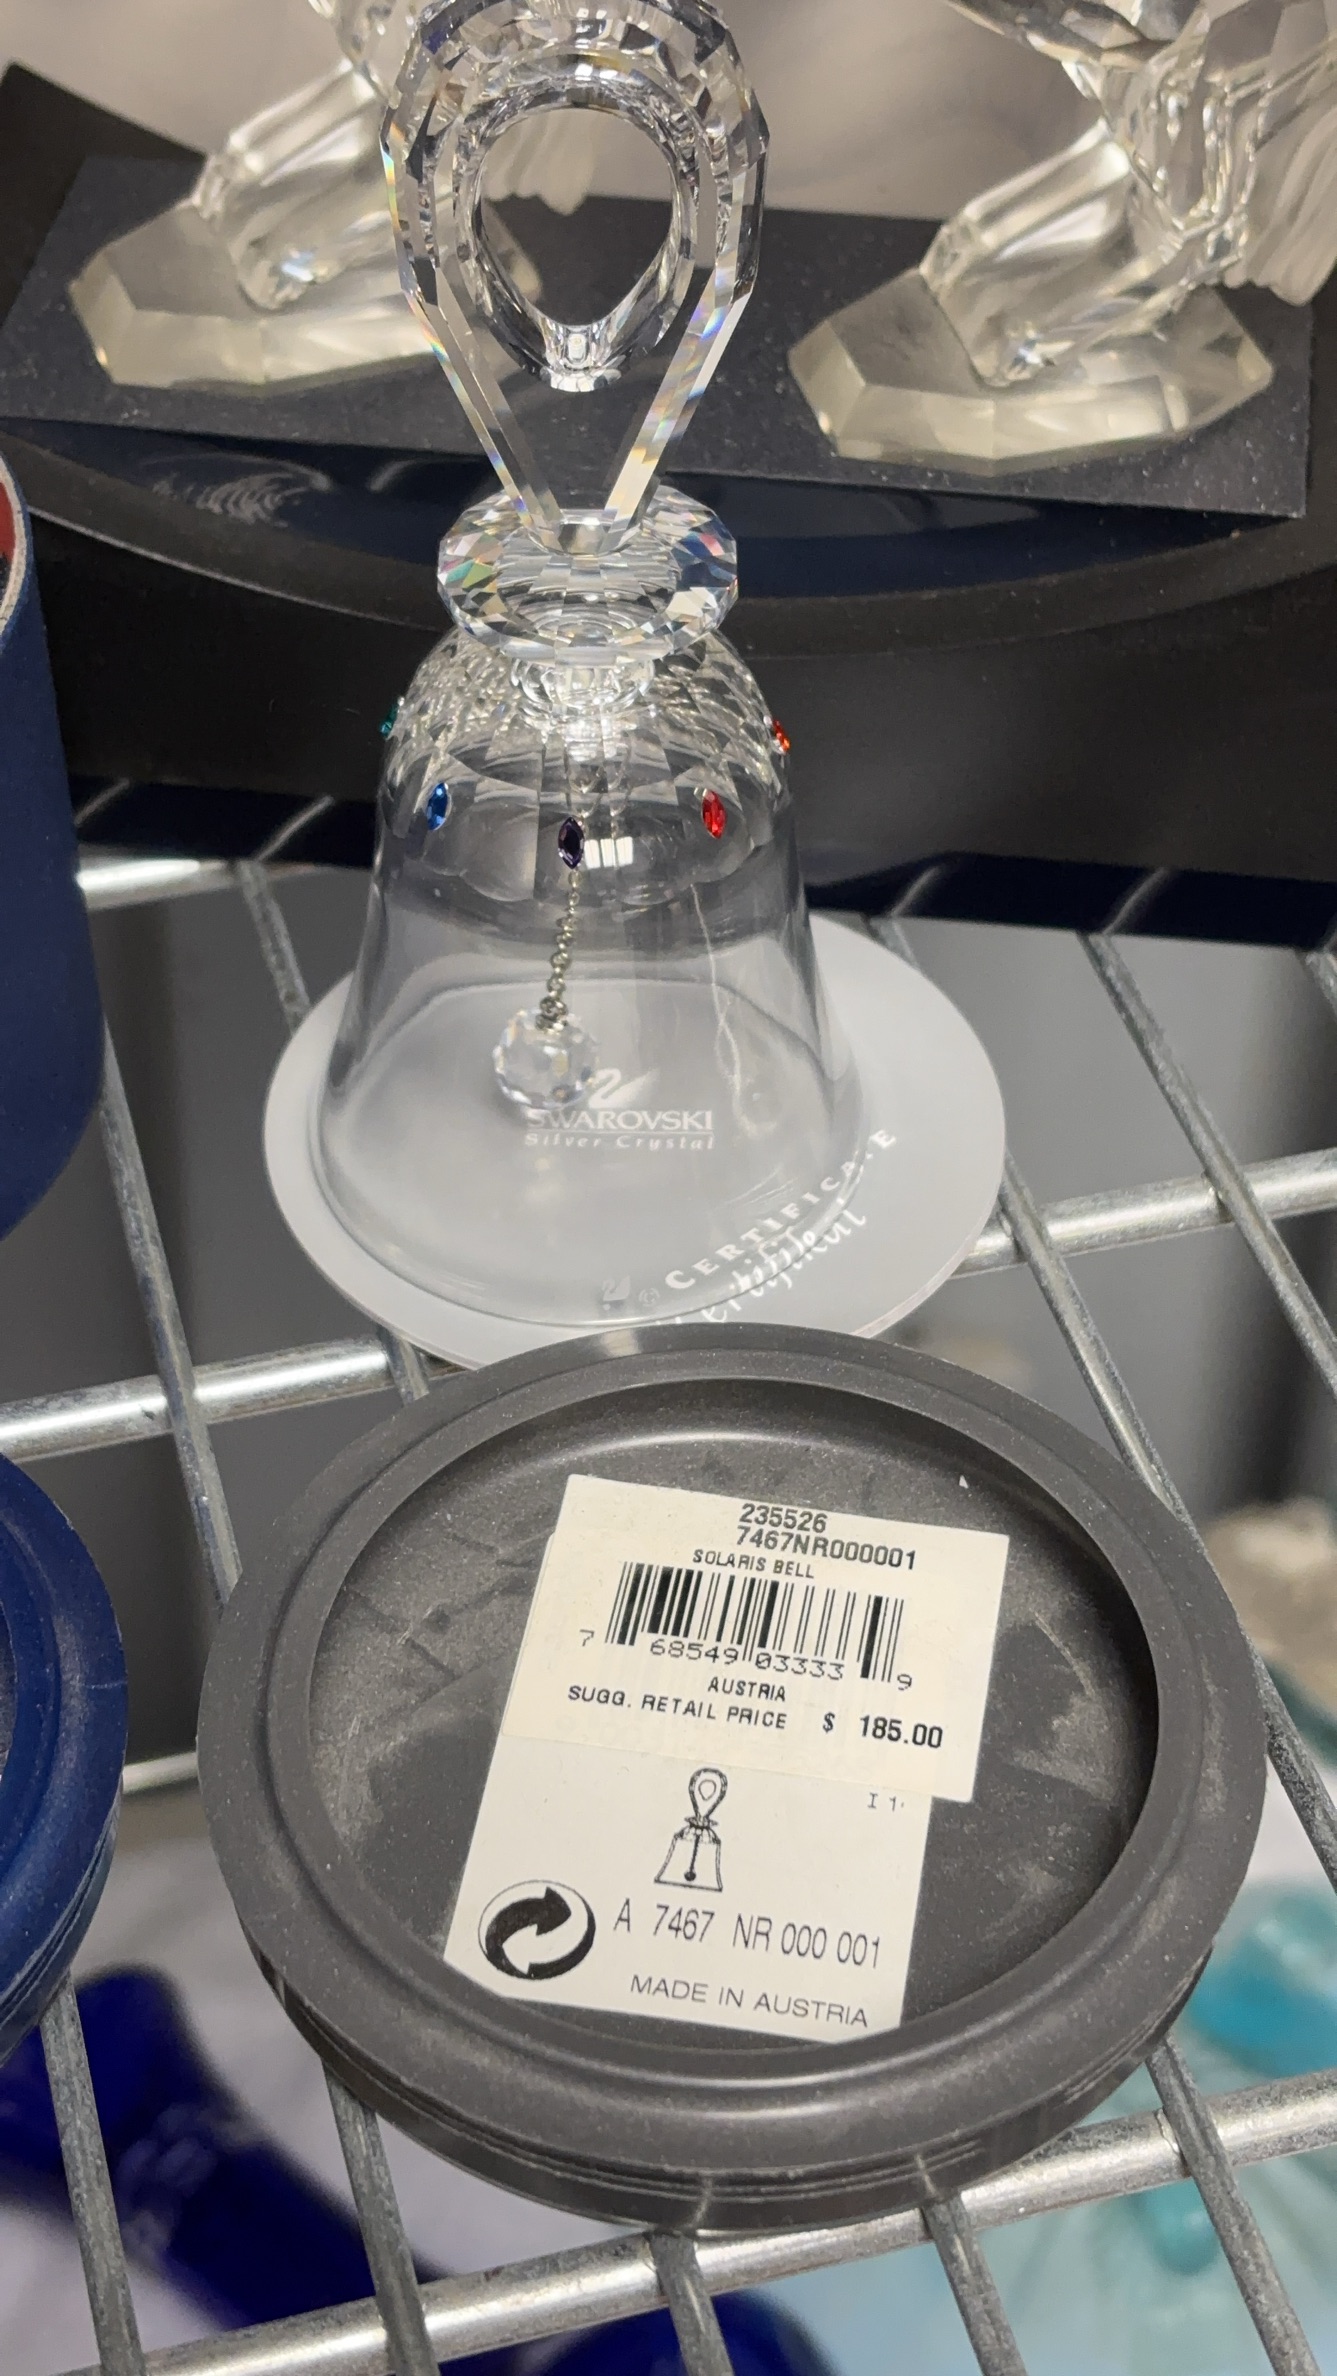 SWAROVSKI
Silver Crystal
CERTIFICATE
235526
7467NR000001
SOLARIS BELL
7 68549 03333 9
AUSTRIA
SUGG. RETAIL PRICE $ 185.00
A 7467 NR 000 001
MADE IN AUSTRIA